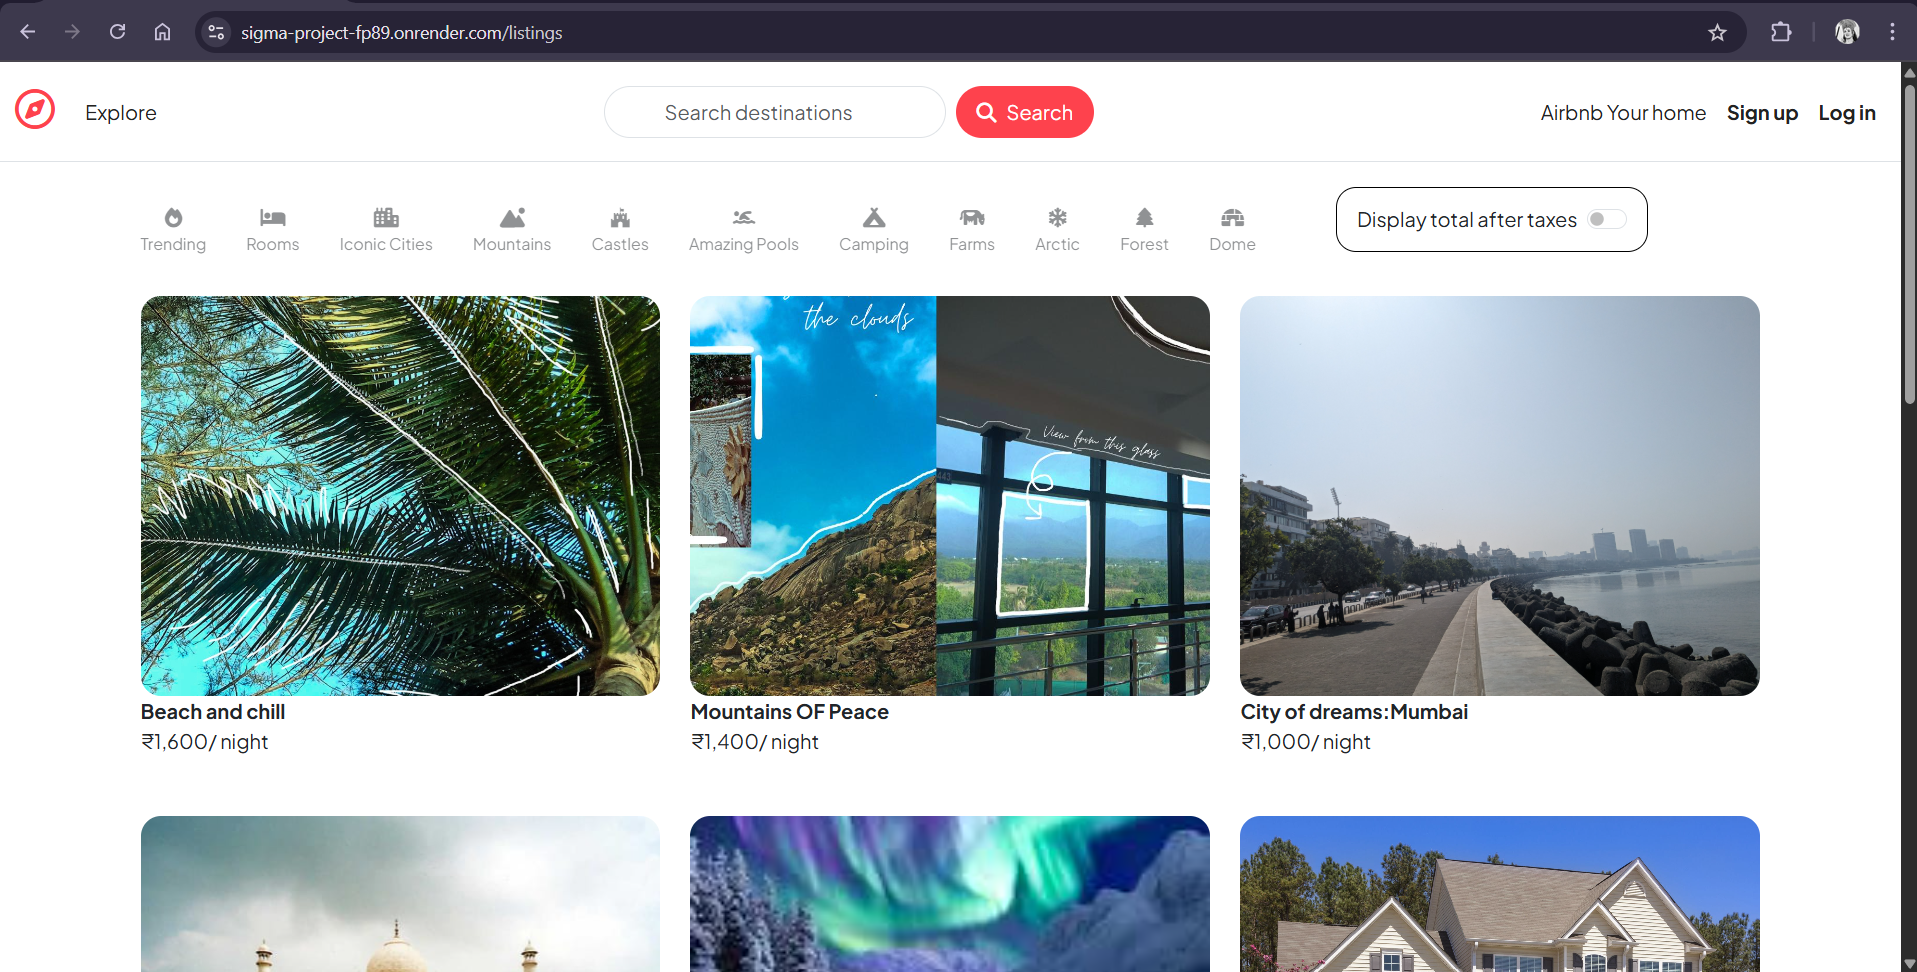 sigma-project-fp89.onrender.com/listings
Explore
Search destinations
Search
Airbnb Your home
Sign up
Log in
Trending
Rooms
Iconic Cities
Mountains
Castles
Amazing Pools
Camping
Farms
Arctic
Forest
Dome
Display total after taxes
the clouds
View from this glass
Beach and chill
₹1,600/ night
Mountains OF Peace
₹1,400/ night
City of dreams:Mumbai
₹1,000/ night